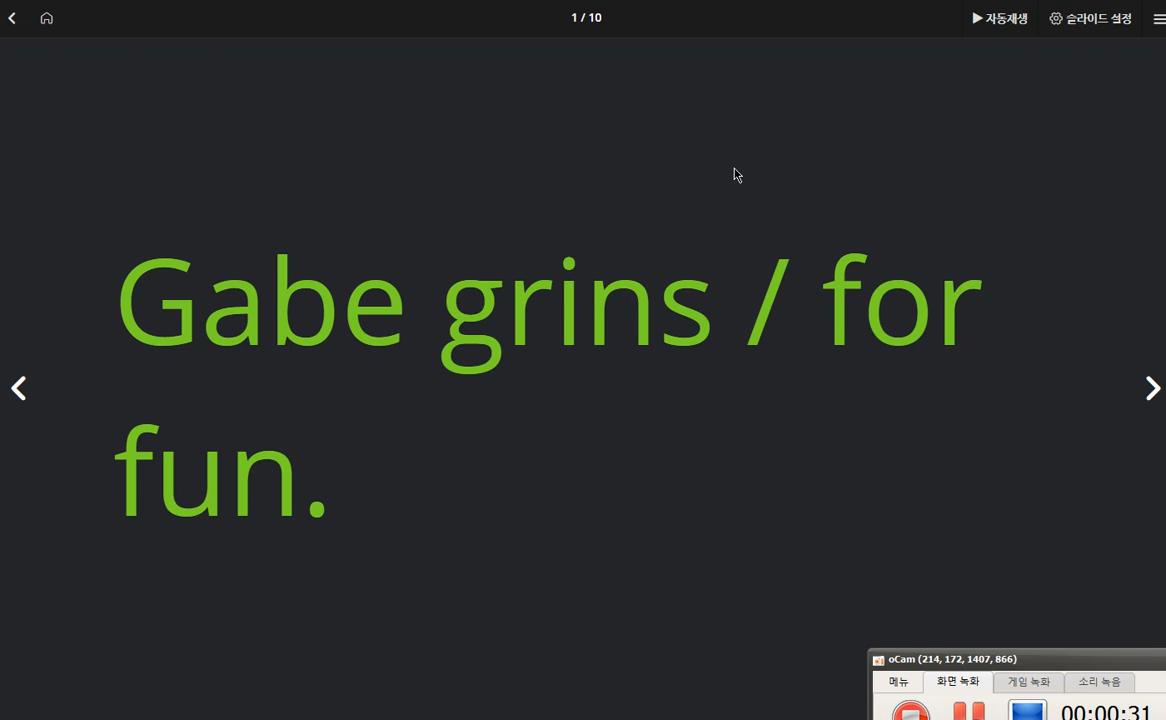 1 / 10
자동재생
슬라이드 설정
Gabe grins / for
fun.
oCam (214, 172, 1407, 866)
메뉴
화면 녹화
게임 녹화
소리 녹음
00:00:31